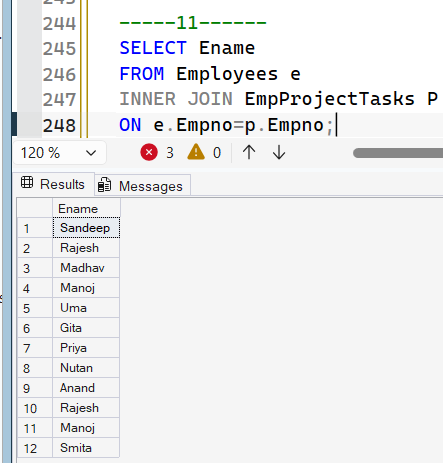 243
244 -----11------
245 SELECT Ename
246 FROM Employees e
247 INNER JOIN EmpProjectTasks P
248 ON e.Empno=p.Empno;
120 % 3 0
Results Messages
Ename
1 Sandeep
2 Rajesh
3 Madhav
4 Manoj
5 Uma
6 Gita
7 Priya
8 Nutan
9 Anand
10 Rajesh
11 Manoj
12 Smita